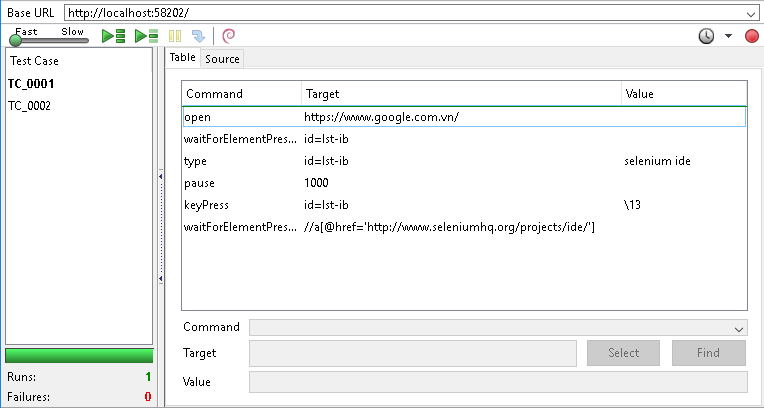 Base URL http://localhost:58202/
Fast Slow
Test Case
TC_0001
TC_0002
Table Source
Command Target Value
open https://www.google.com.vn/
waitForElementPres... id=lst-ib
type id=lst-ib selenium ide
pause 1000
keyPress id=lst-ib \13
waitForElementPres... //a[@href='http://www.seleniumhq.org/projects/ide/']
Command
Target Select Find
Value
Runs: 1
Failures: 0